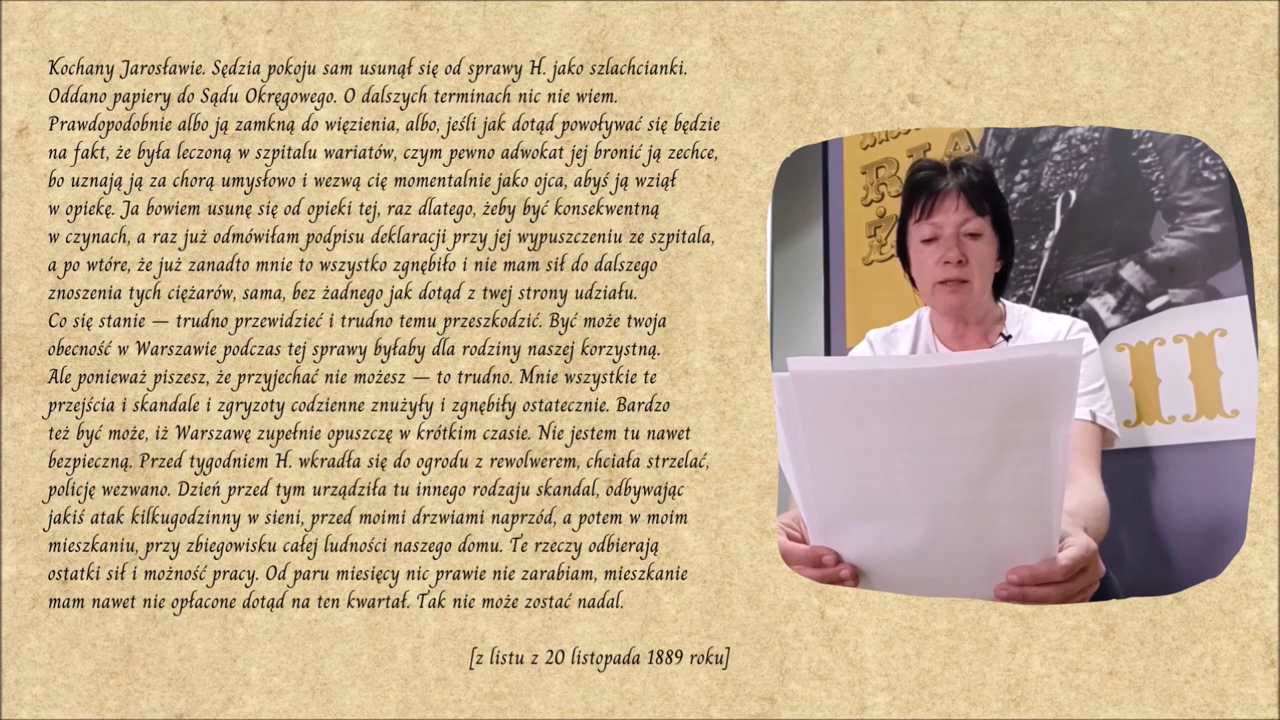 Kochany Jarosławie. Sędzia pokoju sam usunął się od sprawy H. jako szlachcianki.
Oddano papiery do Sądu Okręgowego. O dalszych terminach nic nie wiem.
Prawdopodobnie albo ją zamkną do więzienia, albo, jeśli jak dotąd powoływać się będzie
na fakt, że była leczoną w szpitalu wariatów, czym pewno adwokat jej bronić ją zechce,
bo uznają ją za chorą umysłowo i wezwą cię momentalnie jako ojca, abyś ją wziął
w opiekę. Ja bowiem usunę się od opieki tej, raz dlatego, żeby być konsekwentną
w czynach, a raz już odmówiłam podpisu deklaracji przy jej wypuszczeniu ze szpitala,
a po wtóre, że już zanadto mnie to wszystko zgnębiło i nie mam sił do dalszego
znoszenia tych ciężarów, sama, bez żadnego jak dotąd z twej strony udziału.
Co się stanie — trudno przewidzieć i trudno temu przeszkodzić. Być może twoja
obecność w Warszawie podczas tej sprawy byłaby dla rodziny naszej korzystną.
Ale ponieważ piszesz, że przyjechać nie możesz — to trudno. Mnie wszystkie te
przejścia i skandale i zgryzoty codzienne znużyły i zgnębiły ostatecznie. Bardzo
też być może, iż Warszawę zupełnie opuszczę w krótkim czasie. Nie jestem tu nawet
bezpieczną. Przed tygodniem H. wkradła się do ogrodu z rewolwerem, chciała strzelać,
policję wezwano. Dzień przed tym urządziła tu innego rodzaju skandal, odbywając
jakiś atak kilkugodzinny w sieni, przed moimi drzwiami naprzód, a potem w moim
mieszkaniu, przy zbiegowisku całej ludności naszego domu. Te rzeczy odbierają
ostatki sił i możność pracy. Od paru miesięcy nic prawie nie zarabiam, mieszkanie
mam nawet nie opłacone dotąd na ten kwartał. Tak nie może zostać nadal.
[z listu z 20 listopada 1889 roku]
RIA
Ż
II